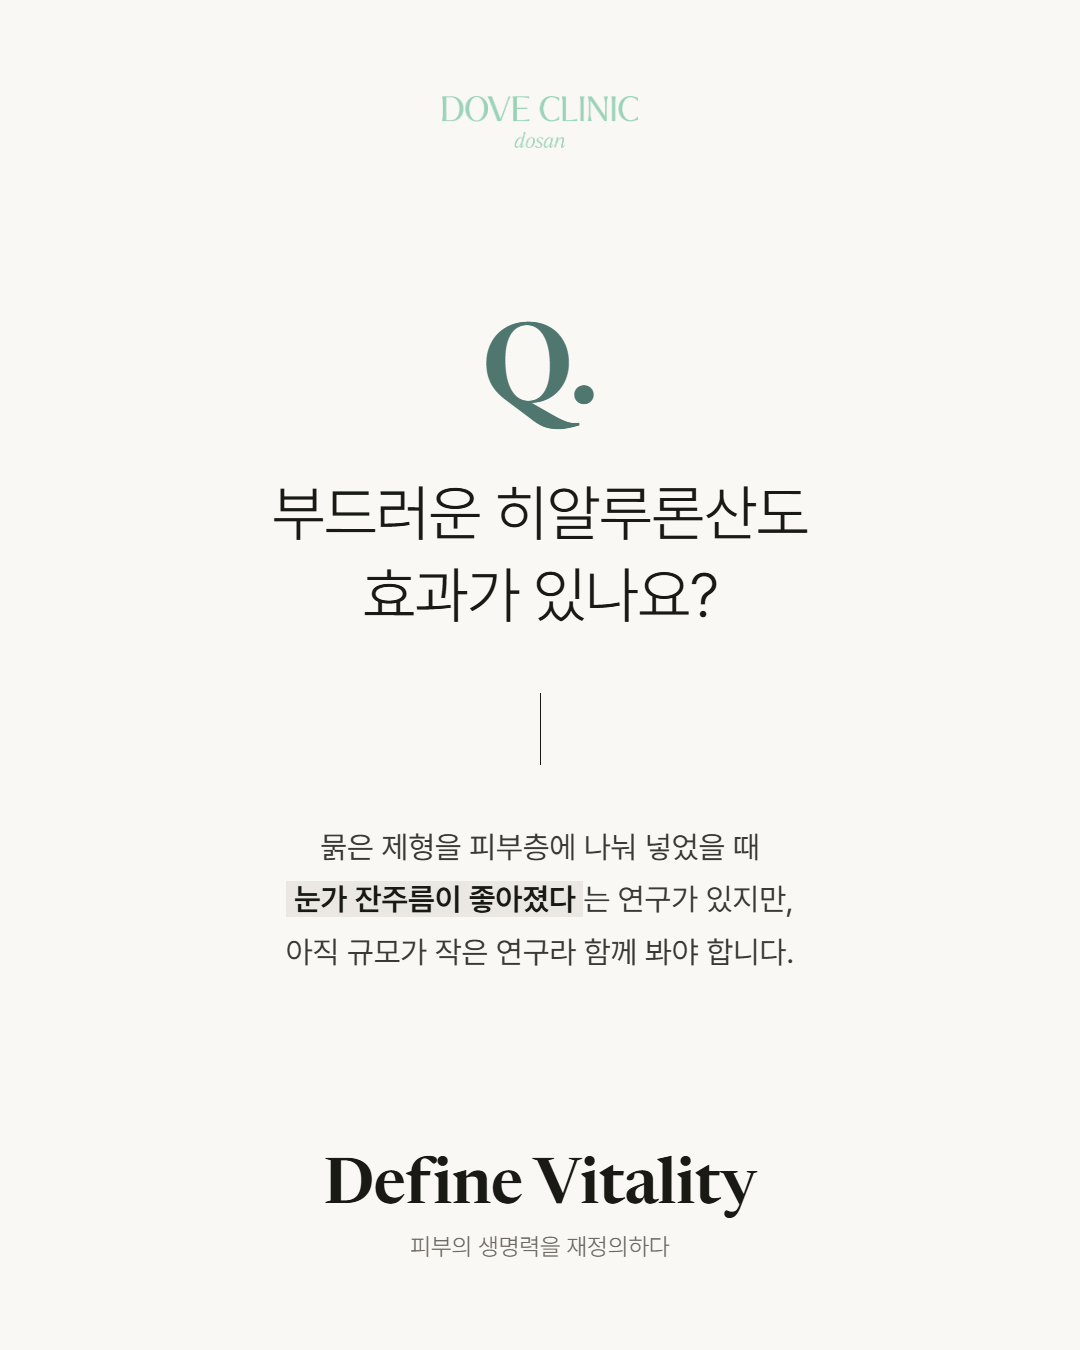 DOVE CLINIC
dosan
Q.
부드러운 히알루론산도
효과가 있나요?
묽은 제형을 피부층에 나눠 넣었을 때
눈가 잔주름이 좋아졌다는 연구가 있지만,
아직 규모가 작은 연구라 함께 봐야 합니다.
Define Vitality
피부의 생명력을 재정의하다